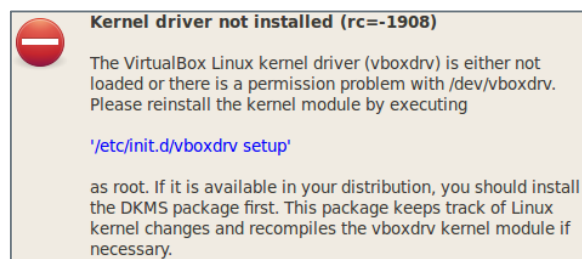 Kernel driver not installed (rc=-1908)
The VirtualBox Linux kernel driver (vboxdrv) is either not
loaded or there is a permission problem with /dev/vboxdrv.
Please reinstall the kernel module by executing
'/etc/init.d/vboxdrv setup'
as root. If it is available in your distribution, you should install
the DKMS package first. This package keeps track of Linux
kernel changes and recompiles the vboxdrv kernel module if
necessary.